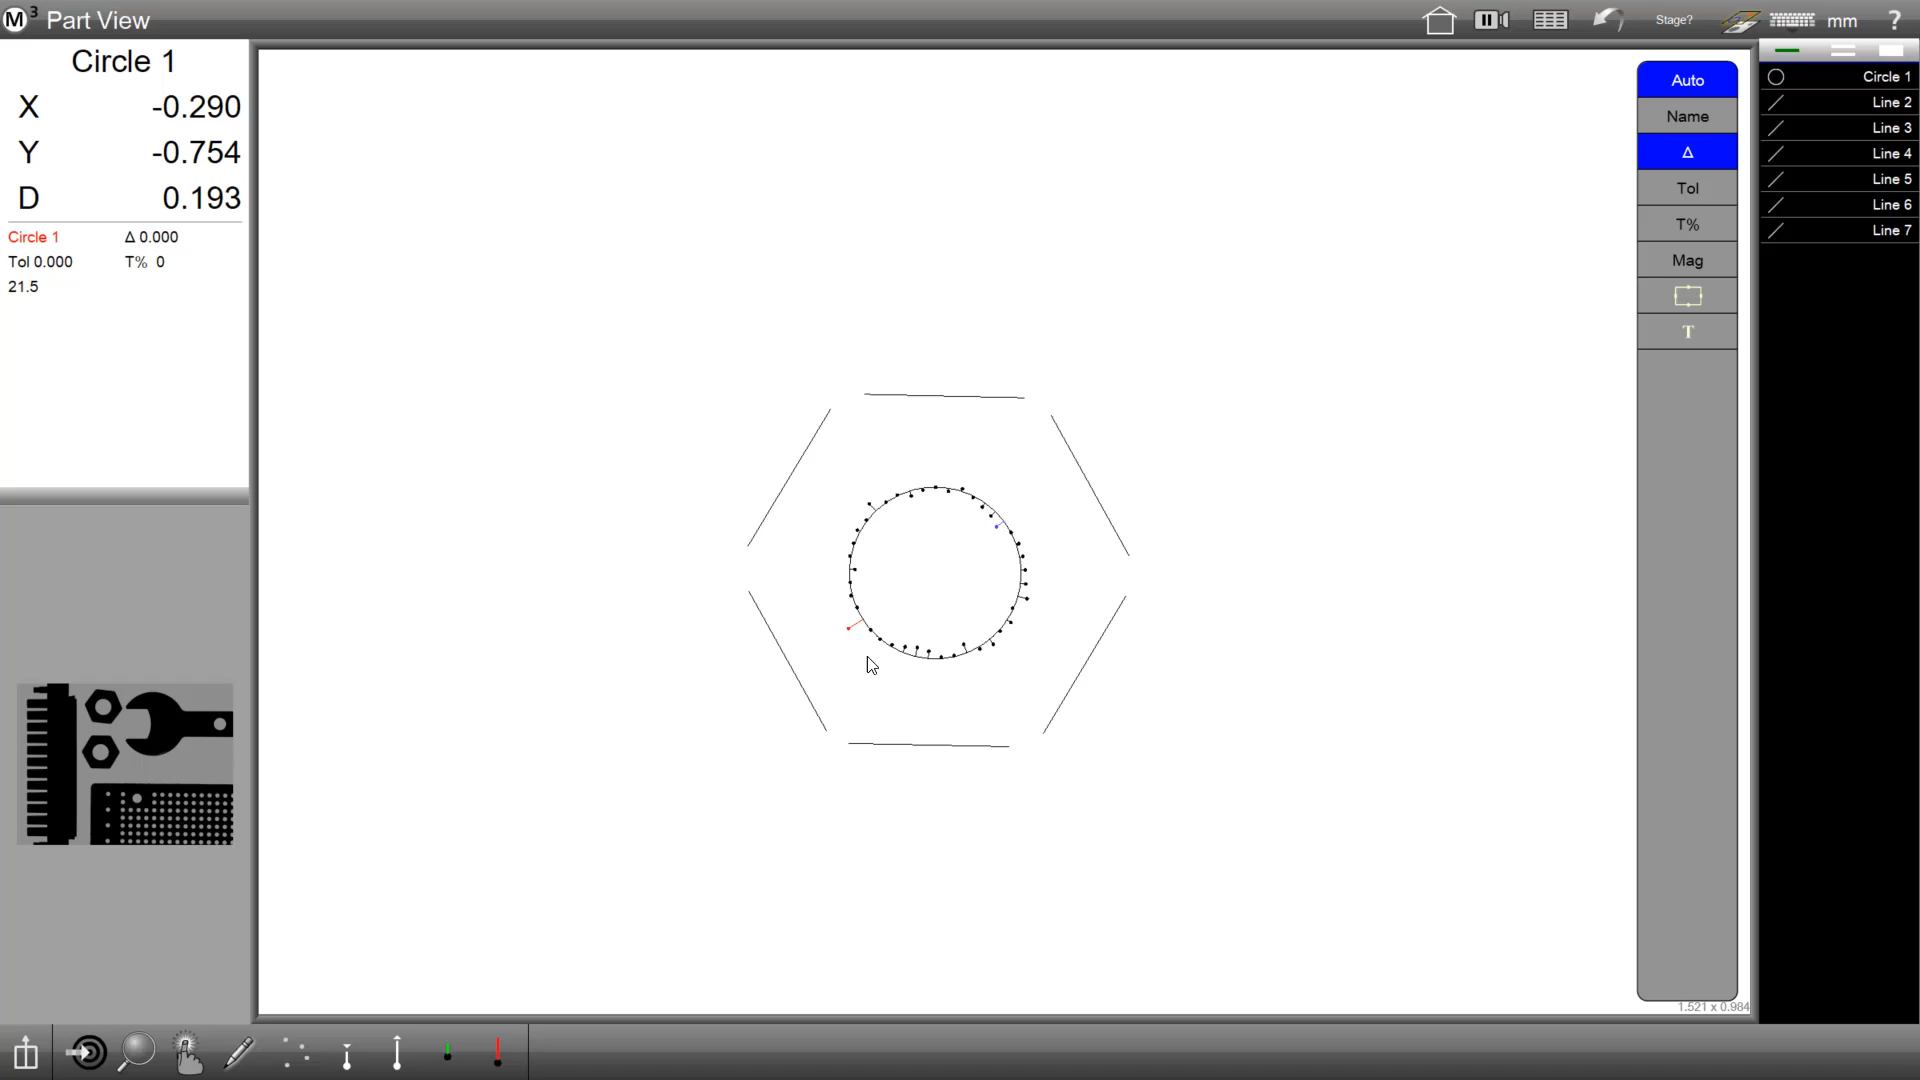 M3 Part View
Stage?
mm
?
Circle 1
X -0.290
Y -0.754
D 0.193
Circle 1 Δ 0.000
Tol 0.000 T% 0
21.5
Auto
Name
Δ
Tol
T%
Mag
T
1.521 x 0.984
Circle 1
Line 2
Line 3
Line 4
Line 5
Line 6
Line 7